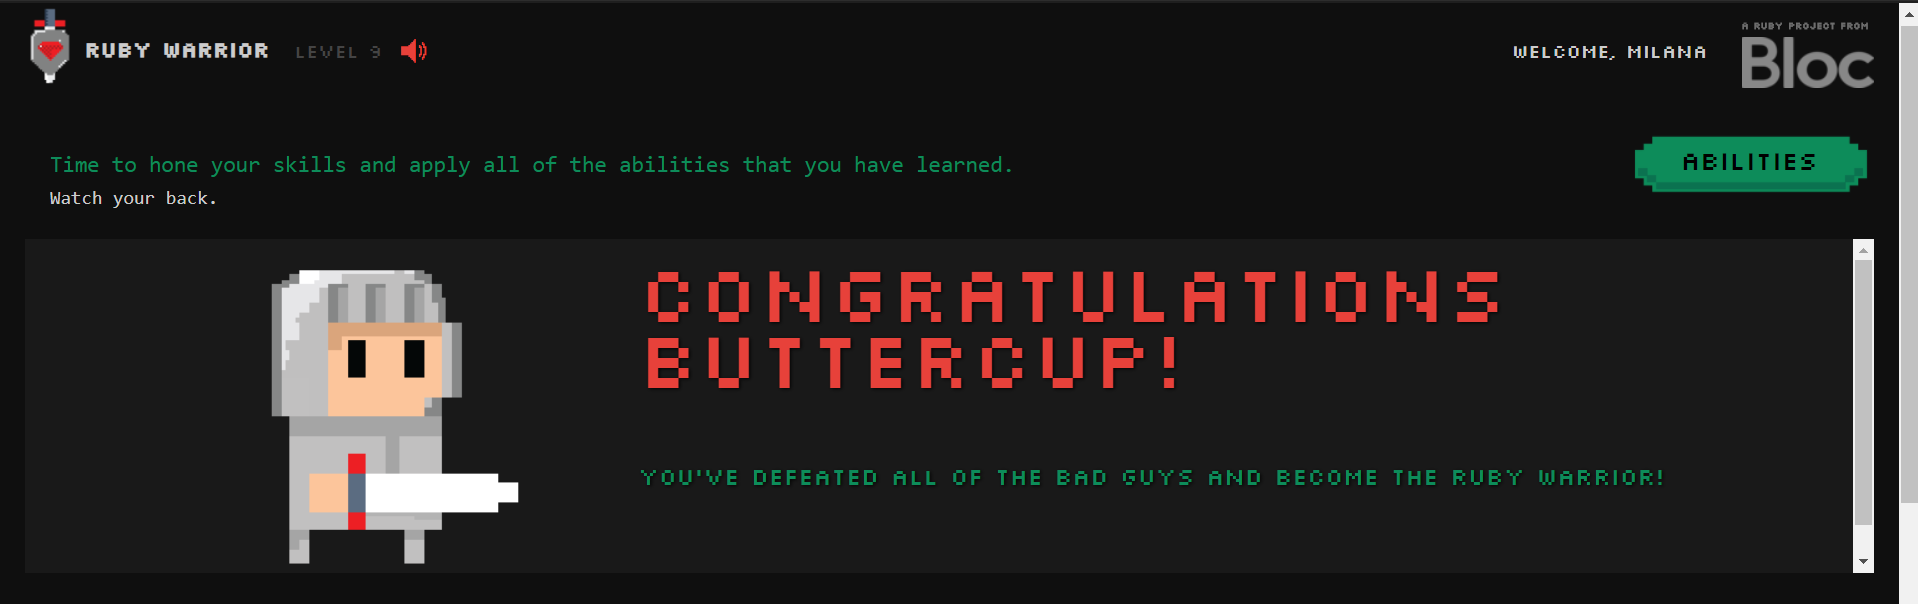 A RUBY PROJECT FROM
RUBY WARRIOR LEVEL 9 WELCOME, MILANA Bloc
Time to hone your skills and apply all of the abilities that you have learned.
ABILITIES
Watch your back.
CONGRATULATIONS
BUTTERCUP!
YOU'VE DEFEATED ALL OF THE BAD GUYS AND BECOME THE RUBY WARRIOR!